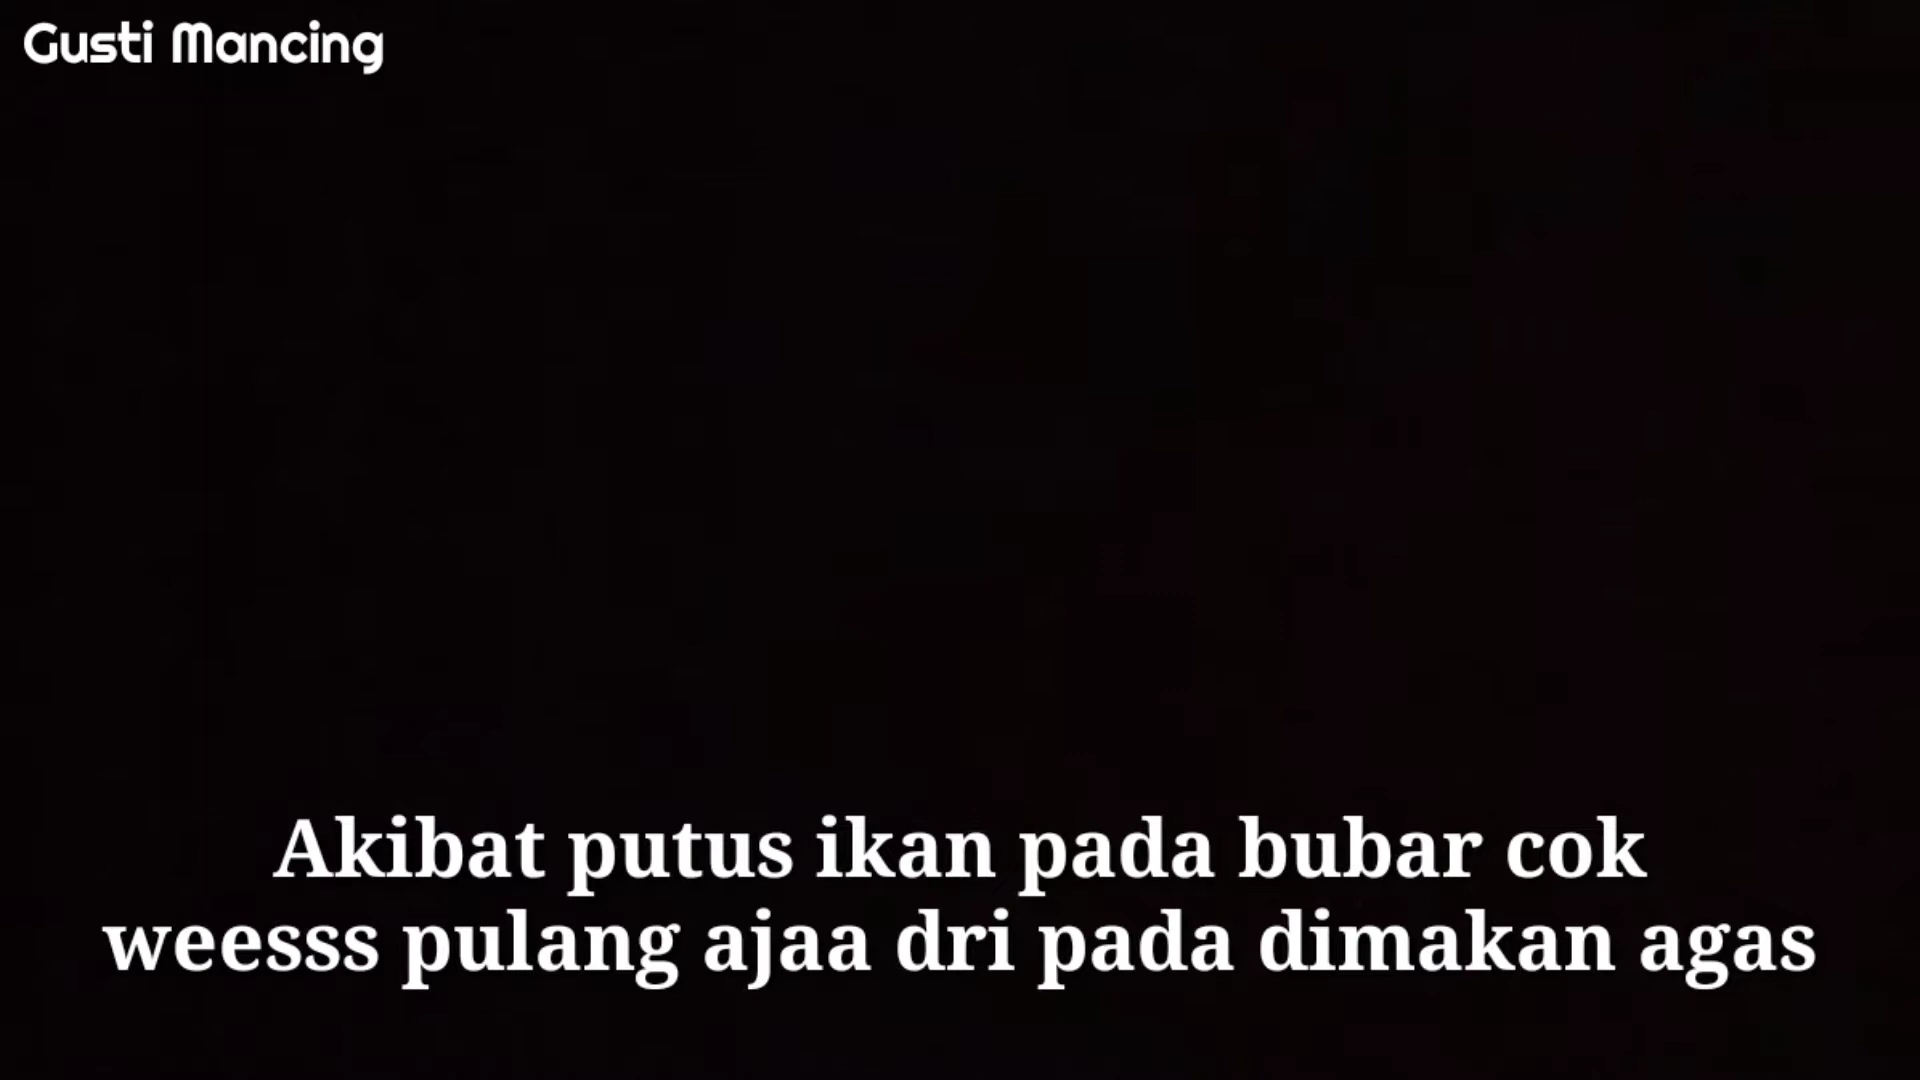 Gusti Mancing
Akibat putus ikan pada bubar cok
weesss pulang ajaa dri pada dimakan agas